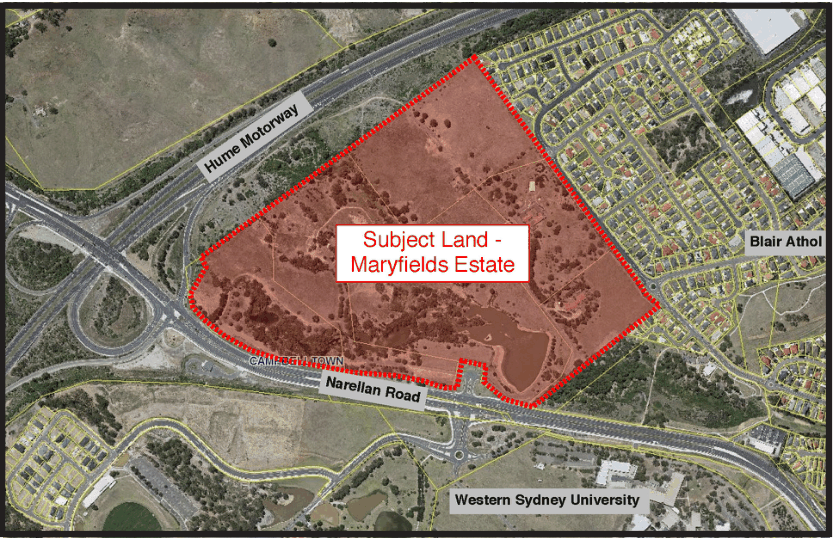 Hume Motorway
Subject Land -
Maryfields Estate
Blair Athol
CAMPBELLTOWN
Narellan Road
Western Sydney University